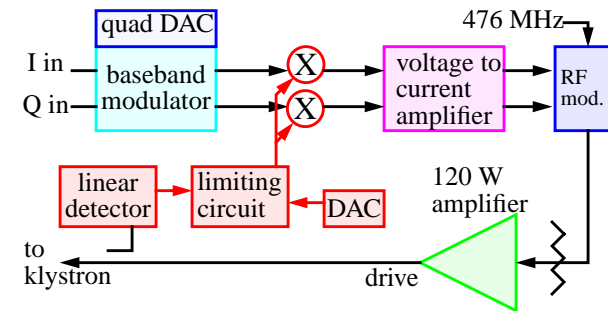 quad DAC
476 MHz
I in
Q in
baseband
modulator
X
X
voltage to
current
amplifier
RF
mod.
linear
detector
limiting
circuit
DAC
120 W
amplifier
to
klystron
drive